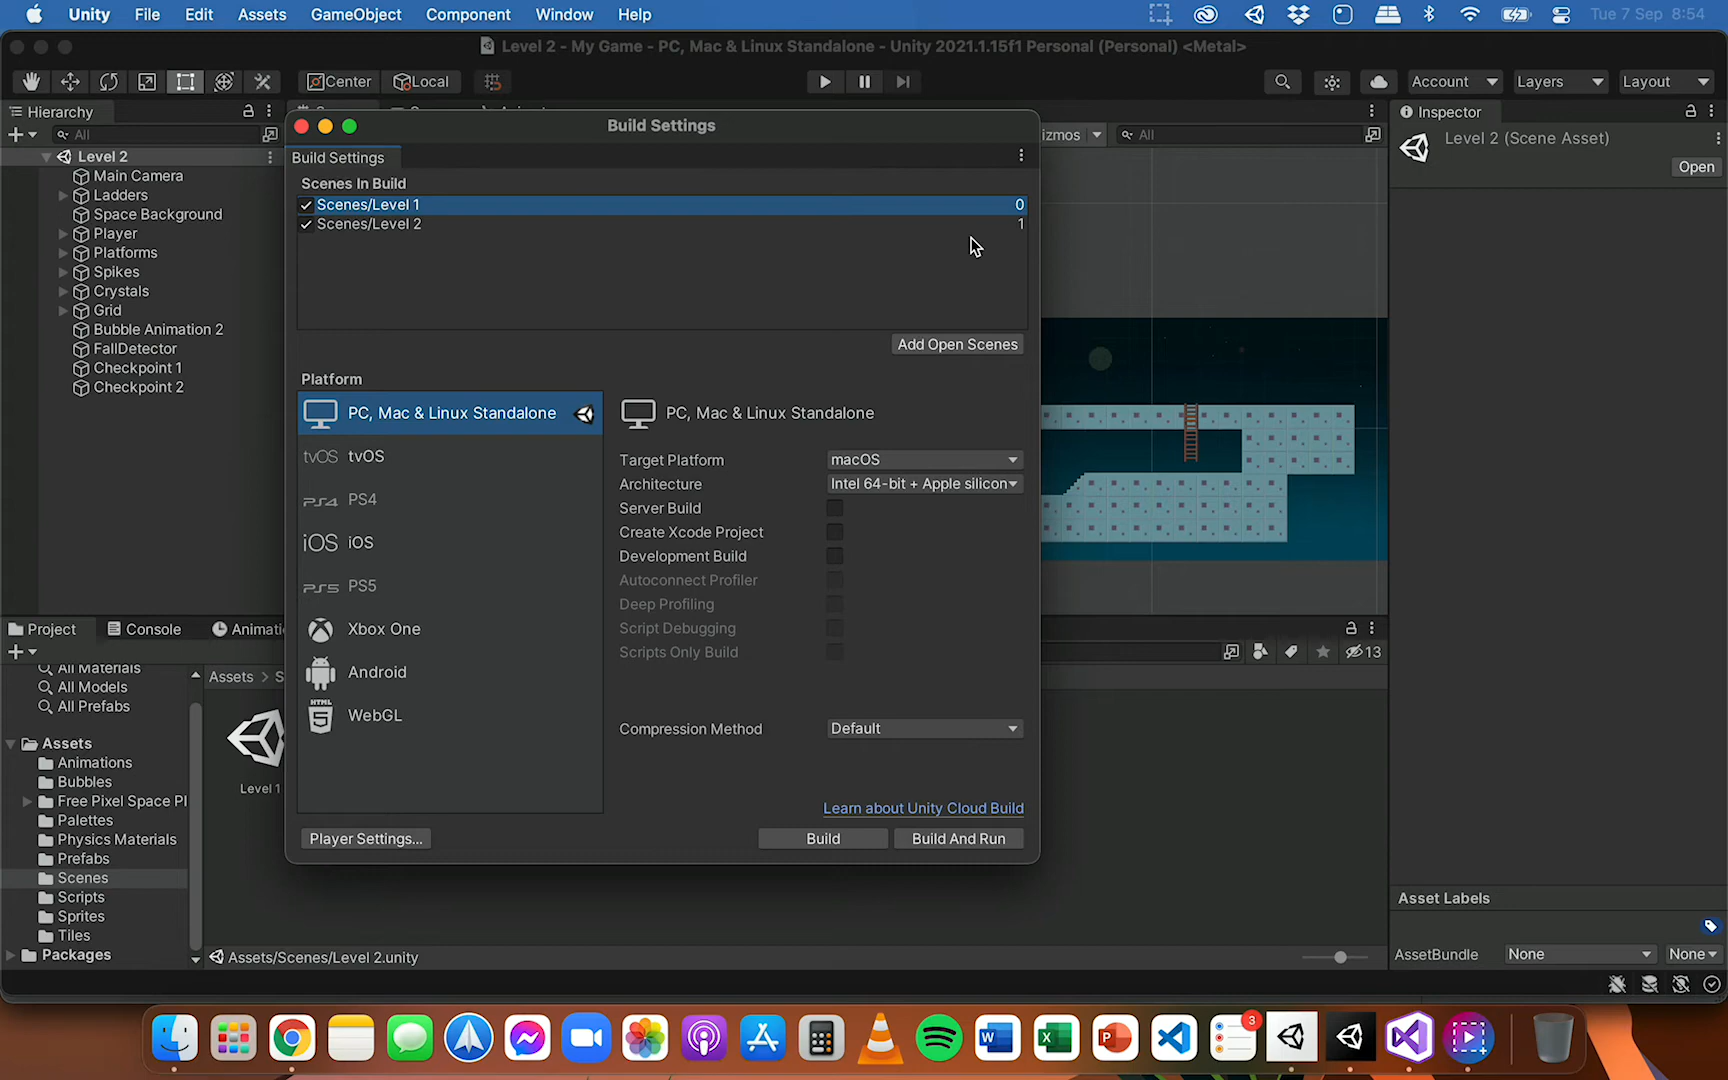 Unity File Edit Assets GameObject Component Window Help Tue 7 Sep 8:54
Level 2 - My Game - PC, Mac & Linux Standalone - Unity 2021.1.15f1 Personal (Personal) <Metal>
Center Local Account Layers Layout
Hierarchy
All
Level 2
Main Camera
Ladders
Space Background
Player
Platforms
Spikes
Crystals
Grid
Bubble Animation 2
FallDetector
Checkpoint 1
Checkpoint 2
Build Settings
Build Settings
Scenes In Build
Scenes/Level 1 0
Scenes/Level 2 1
Add Open Scenes
Platform
PC, Mac & Linux Standalone
tvOS tvOS
PS4 PS4
iOS iOS
PS5 PS5
Xbox One
Android
HTML 5 WebGL
PC, Mac & Linux Standalone
Target Platform macOS
Architecture Intel 64-bit + Apple silicon
Server Build
Create Xcode Project
Development Build
Autoconnect Profiler
Deep Profiling
Script Debugging
Scripts Only Build
Compression Method Default
Learn about Unity Cloud Build
Player Settings... Build Build And Run
izmos All
Inspector
Level 2 (Scene Asset)
Open
Project Console Animati
13
All Materials
All Models
All Prefabs
Assets
Animations
Bubbles
Free Pixel Space Pl
Palettes
Physics Materials
Prefabs
Scenes
Scripts
Sprites
Tiles
Packages
Assets > S
Level 1
Assets/Scenes/Level 2.unity
Asset Labels
AssetBundle None None
W X P 3